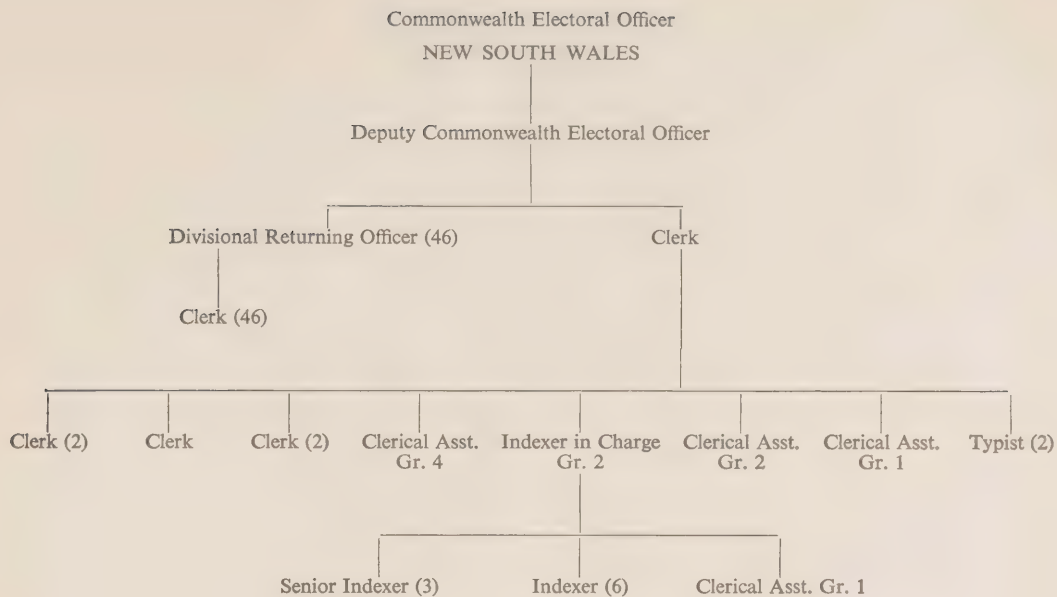 Commonwealth Electoral Officer
NEW SOUTH WALES
Deputy Commonwealth Electoral Officer
Divisional Returning Officer (46)
Clerk
Clerk (46)
Clerk (2)
Clerk
Clerk (2)
Clerical Asst.
Gr. 4
Indexer in Charge
Gr. 2
Clerical Asst.
Gr. 2
Clerical Asst.
Gr. 1
Typist (2)
Senior Indexer (3)
Indexer (6)
Clerical Asst. Gr. 1